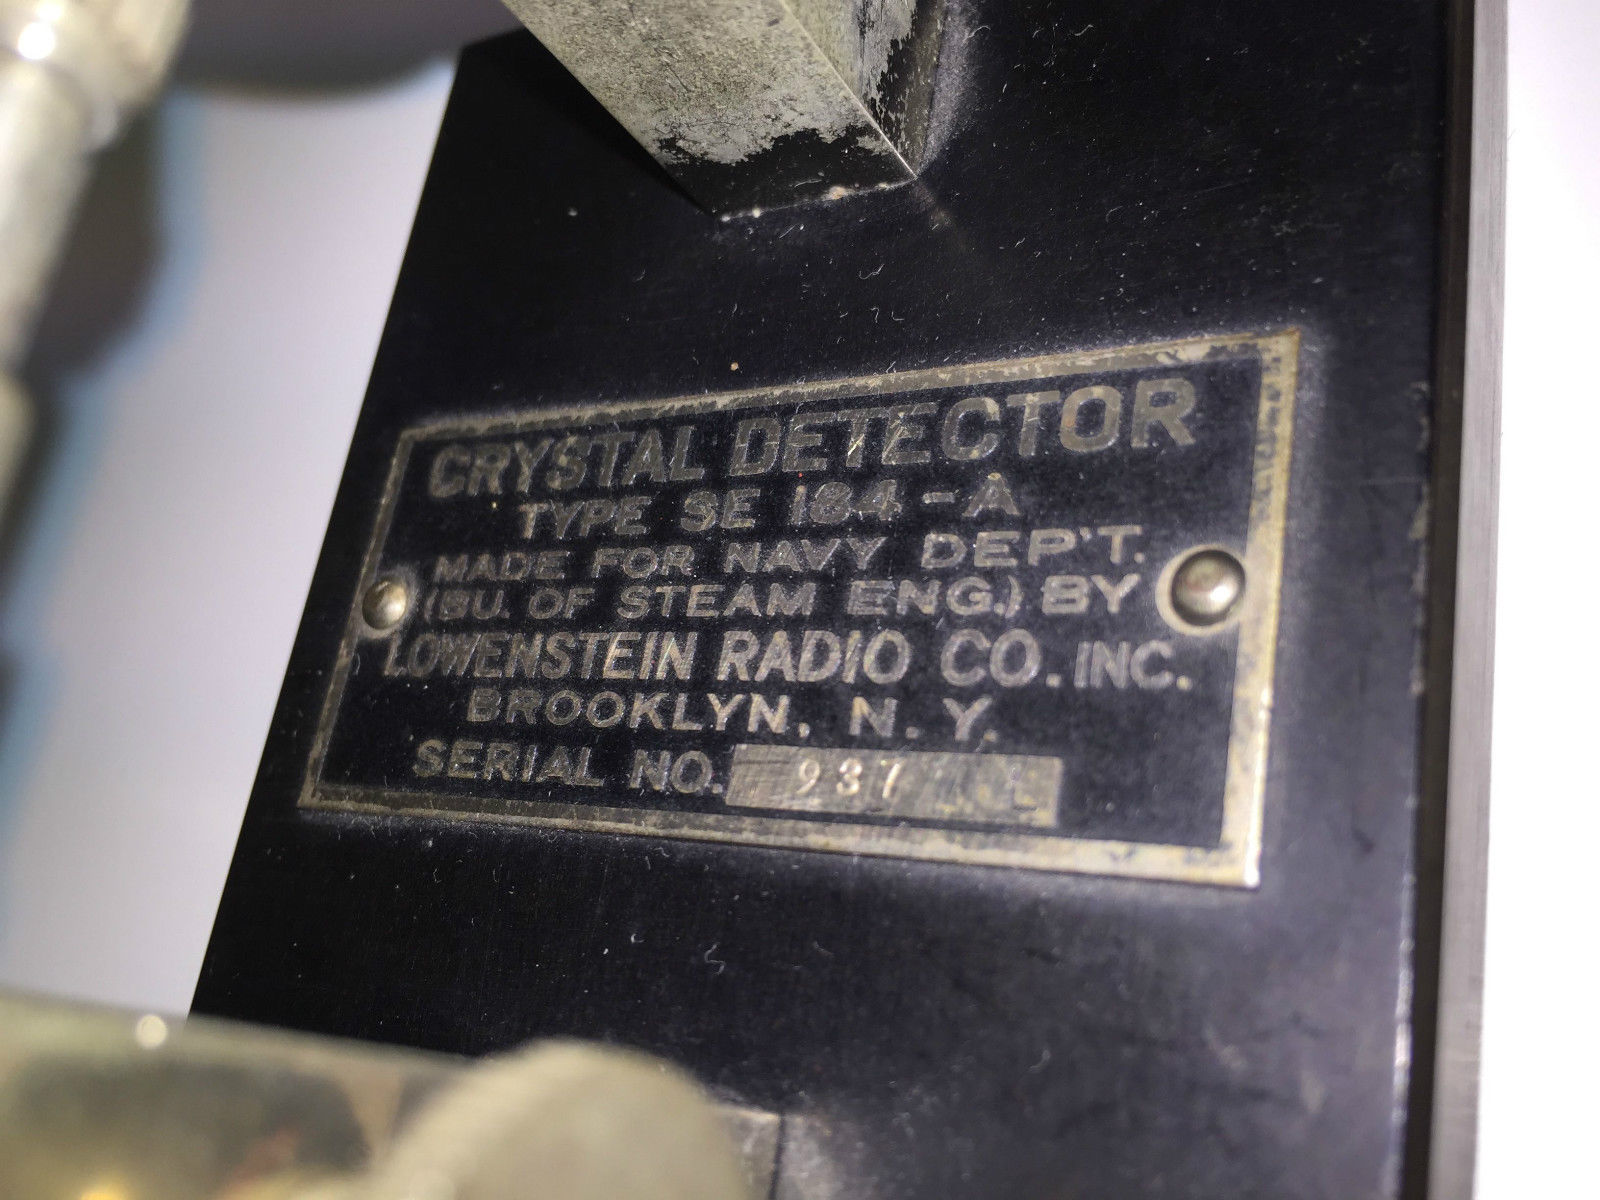 CRYSTAL DETECTOR
TYPE SE 184-A
MADE FOR NAVY DEP'T.
(BU. OF STEAM ENG.) BY
LOWENSTEIN RADIO CO. INC.
BROOKLYN, N. Y.
SERIAL NO. 937